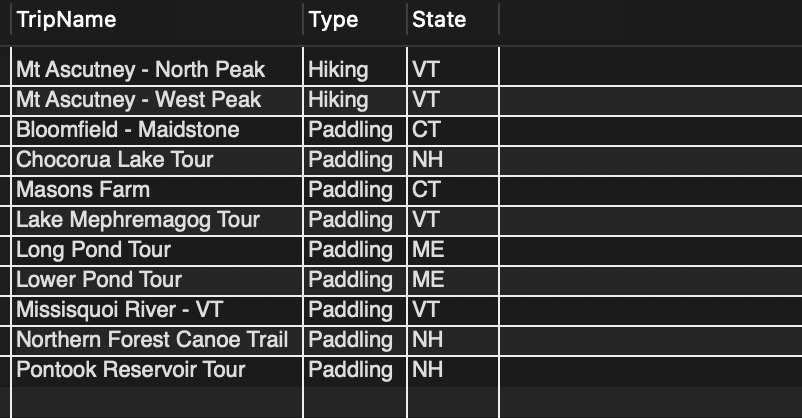 TripName Type State
Mt Ascutney - North Peak Hiking VT
Mt Ascutney - West Peak Hiking VT
Bloomfield - Maidstone Paddling CT
Chocorua Lake Tour Paddling NH
Masons Farm Paddling CT
Lake Mephremagog Tour Paddling VT
Long Pond Tour Paddling ME
Lower Pond Tour Paddling ME
Missisquoi River - VT Paddling VT
Northern Forest Canoe Trail Paddling NH
Pontook Reservoir Tour Paddling NH